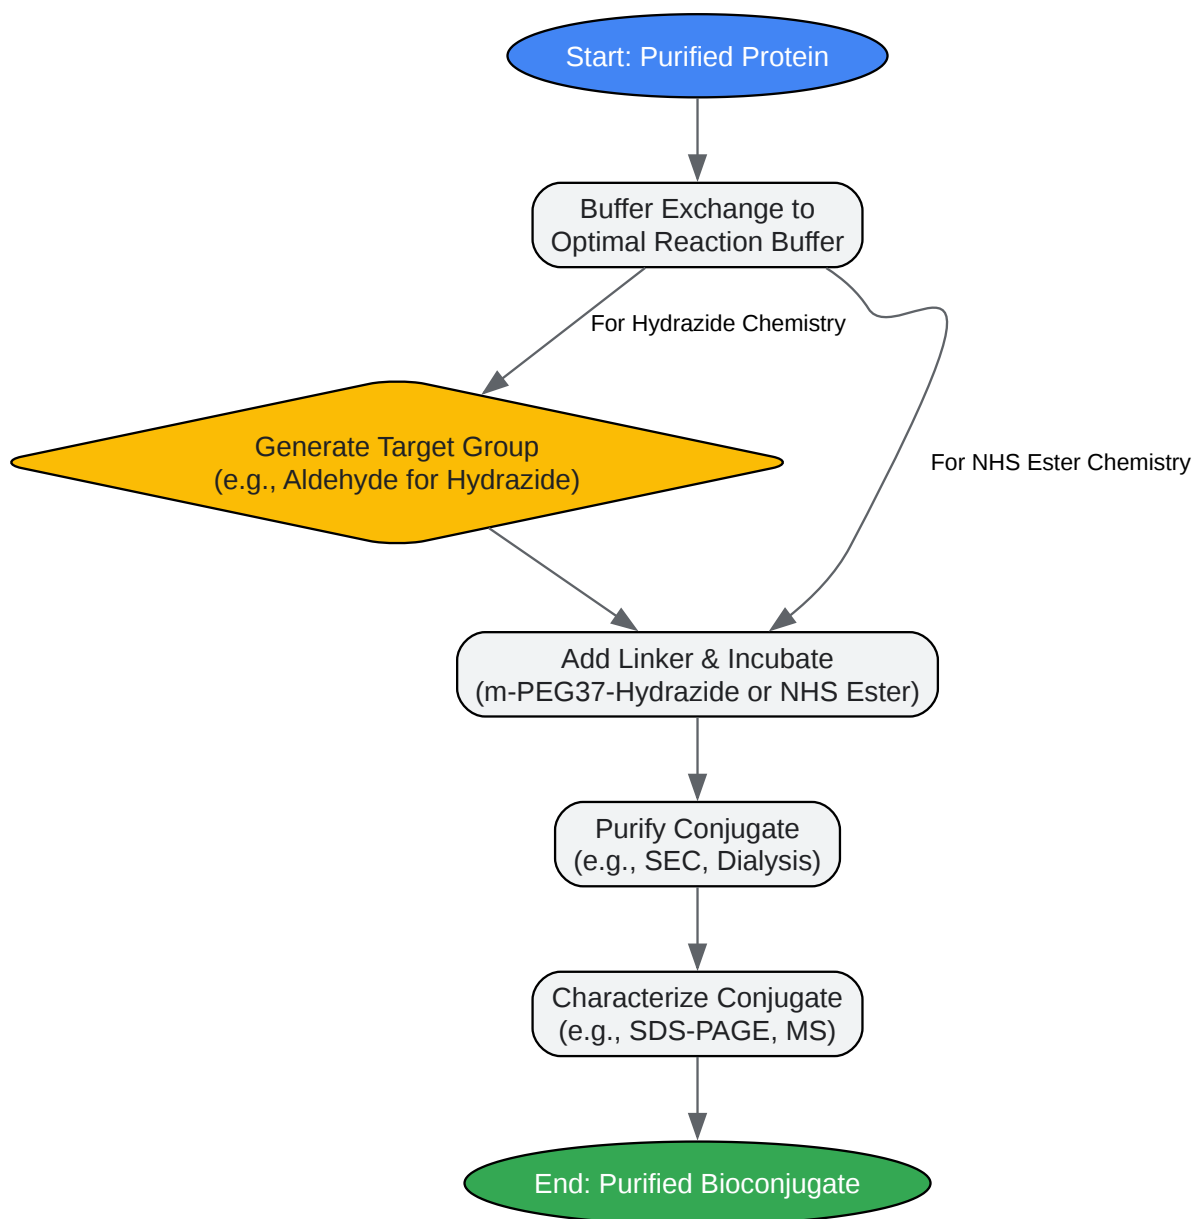 Start: Purified Protein
Buffer Exchange to
Optimal Reaction Buffer
For Hydrazide Chemistry
Generate Target Group
(e.g., Aldehyde for Hydrazide)
For NHS Ester Chemistry
Add Linker & Incubate
(m-PEG37-Hydrazide or NHS Ester)
Purify Conjugate
(e.g., SEC, Dialysis)
Characterize Conjugate
(e.g., SDS-PAGE, MS)
End: Purified Bioconjugate